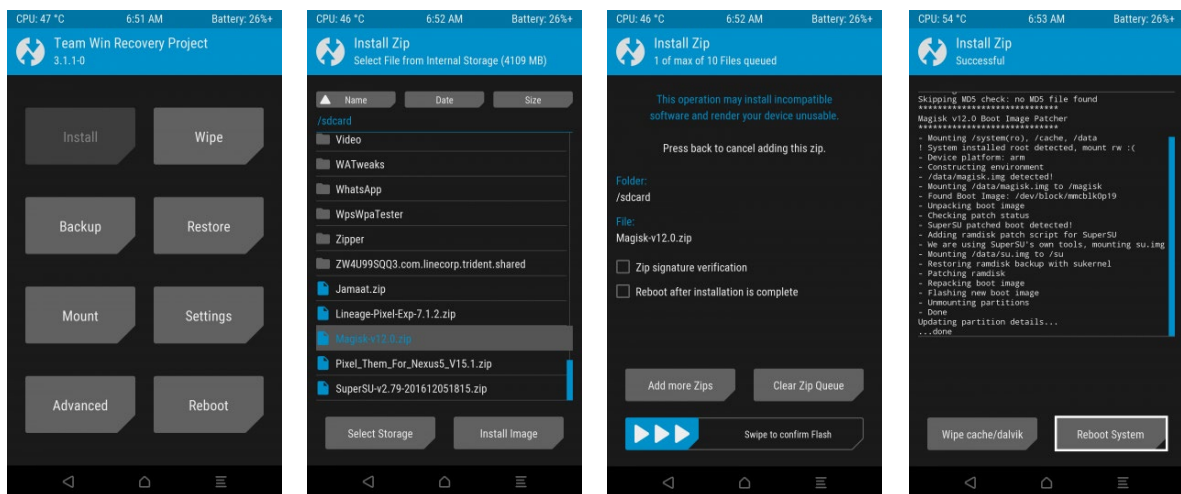 CPU: 47 °C 6:51 AM Battery: 26%+
Team Win Recovery Project
3.1.1-0
Install Wipe
Backup Restore
Mount Settings
Advanced Reboot
CPU: 46 °C 6:52 AM Battery: 26%+
Install Zip
Select File from Internal Storage (4109 MB)
Name Date Size
/sdcard
Video
WATweaks
WhatsApp
WpsWpaTester
Zipper
ZW4U99SQQ3.com.linecorp.trident.shared
Jamaat.zip
Lineage-Pixel-Exp-7.1.2.zip
Magisk-v12.0.zip
Pixel_Them_For_Nexus5_V15.1.zip
SuperSU-v2.79-201612051815.zip
Select Storage Install Image
CPU: 46 °C 6:52 AM Battery: 26%+
Install Zip
1 of max of 10 Files queued
This operation may install incompatible
software and render your device unusable.
Press back to cancel adding this zip.
Folder:
/sdcard
File:
Magisk-v12.0.zip
Zip signature verification
Reboot after installation is complete
Add more Zips Clear Zip Queue
Swipe to confirm Flash
CPU: 54 °C 6:53 AM Battery: 26%+
Install Zip
Successful
Skipping MD5 check: no MD5 file found
****************************
Magisk v12.0 Boot Image Patcher
****************************
- Mounting /system(ro), /cache, /data
! System installed root detected, mount rw :(
- Device platform: arm
- Constructing environment
- /data/magisk.img detected!
- Mounting /data/magisk.img to /magisk
- Found Boot Image: /dev/block/mmcblk0p19
- Unpacking boot image
- Checking patch status
- SuperSU patched boot detected!
- Adding ramdisk patch script for SuperSU
- We are using SuperSU's own tools, mounting su.img
- Mounting /data/su.img to /su
- Restoring ramdisk backup with sukernel
- Patching ramdisk
- Repacking boot image
- Flashing new boot image
- Unmounting partitions
- Done
Updating partition details...
...done
Wipe cache/dalvik Reboot System